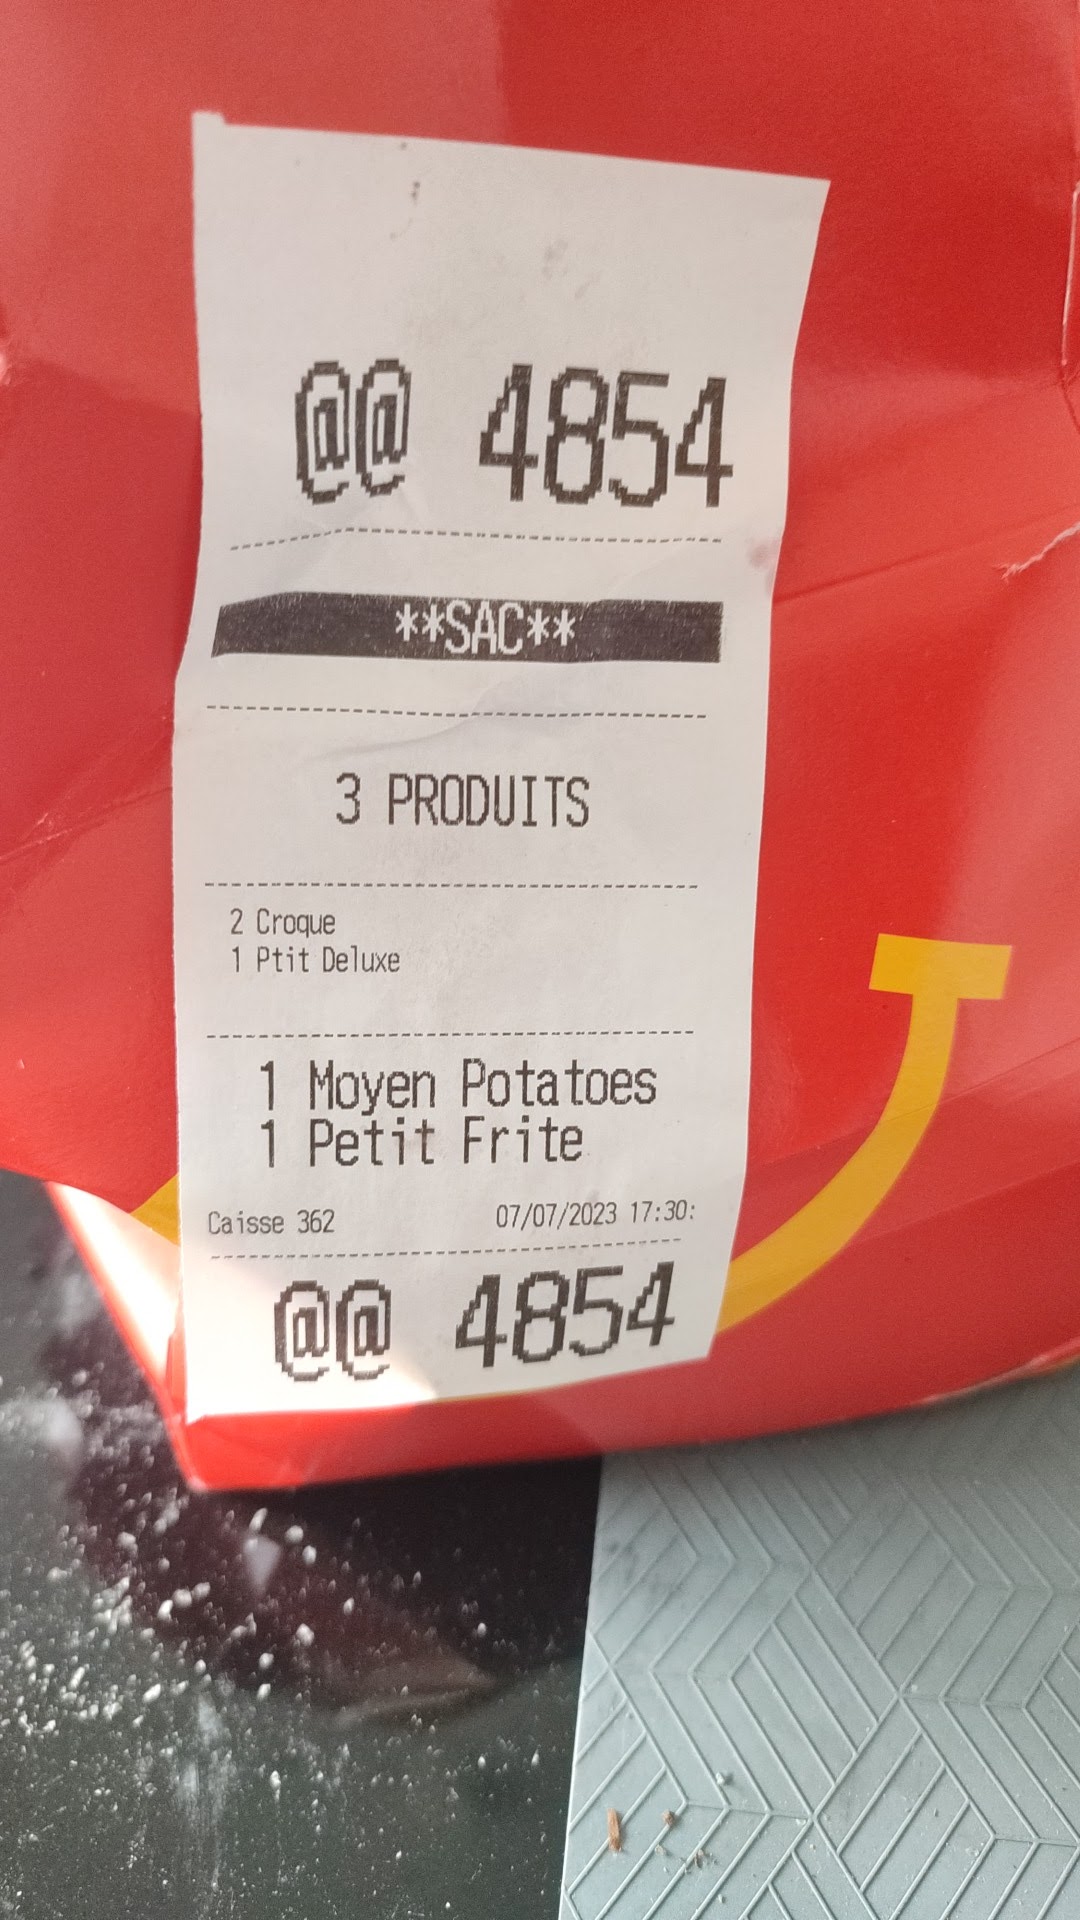 @@ 4854
**SAC**
3 PRODUITS
2 Croque
1 Ptit Deluxe
1 Moyen Potatoes
1 Petit Frite
Caisse 362 07/07/2023 17:30:
@@ 4854